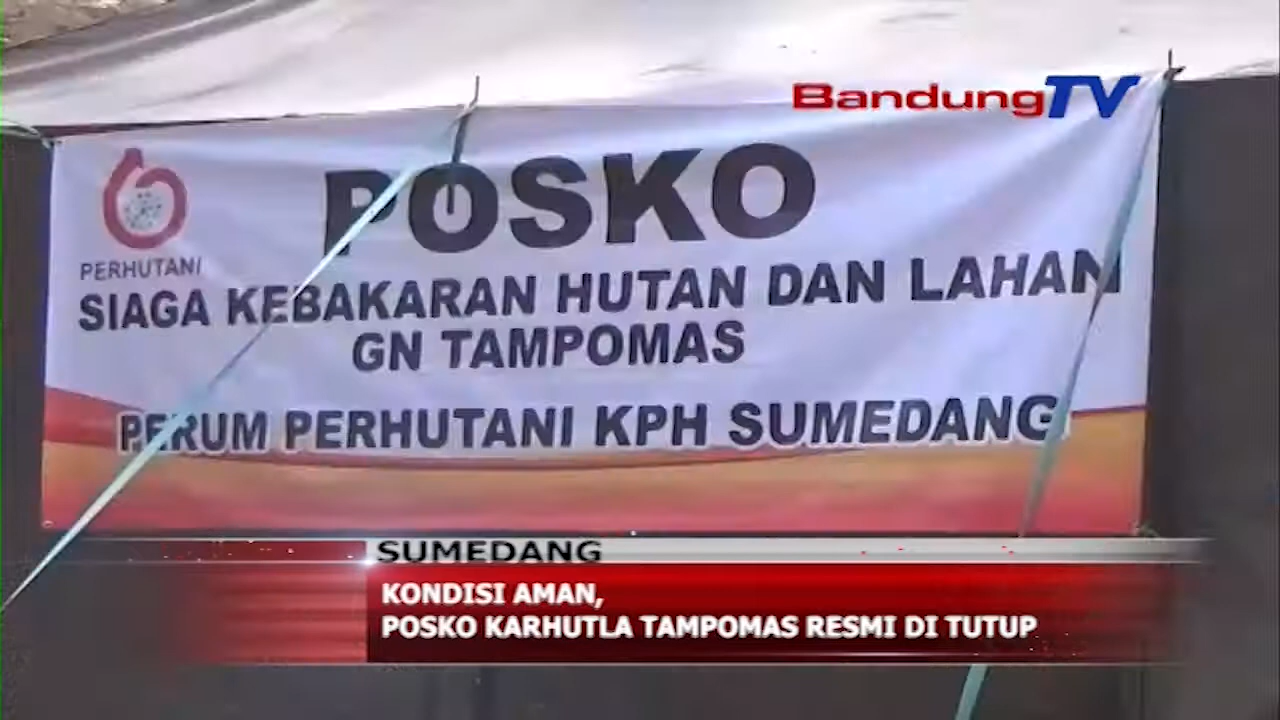 BandungTV
POSKO
PERHUTANI
SIAGA KEBAKARAN HUTAN DAN LAHAN
GN TAMPOMAS
PERUM PERHUTANI KPH SUMEDANG
SUMEDANG
KONDISI AMAN,
POSKO KARHUTLA TAMPOMAS RESMI DI TUTUP